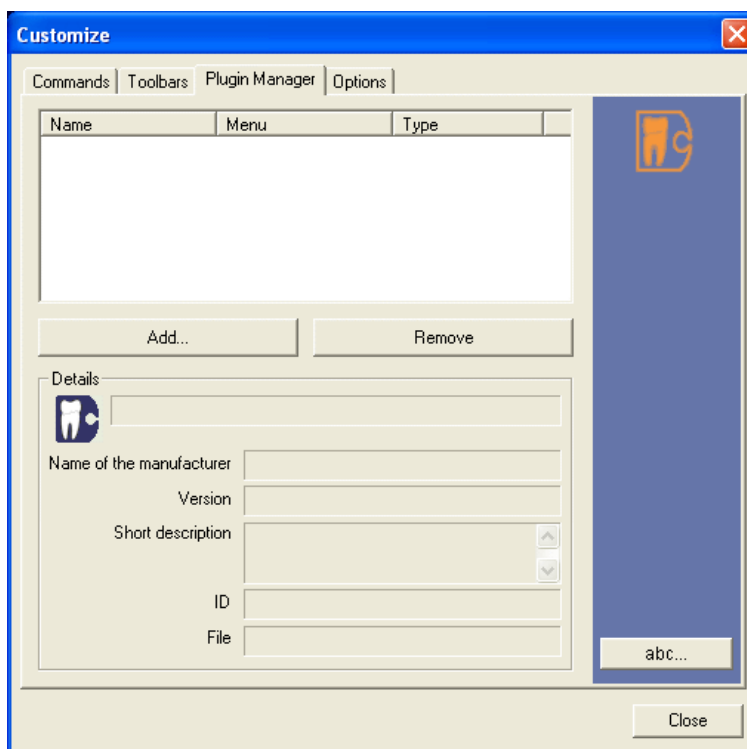 Customize
Commands Toolbars Plugin Manager Options
Name Menu Type
Add... Remove
Details
Name of the manufacturer
Version
Short description
ID
File
abc...
Close